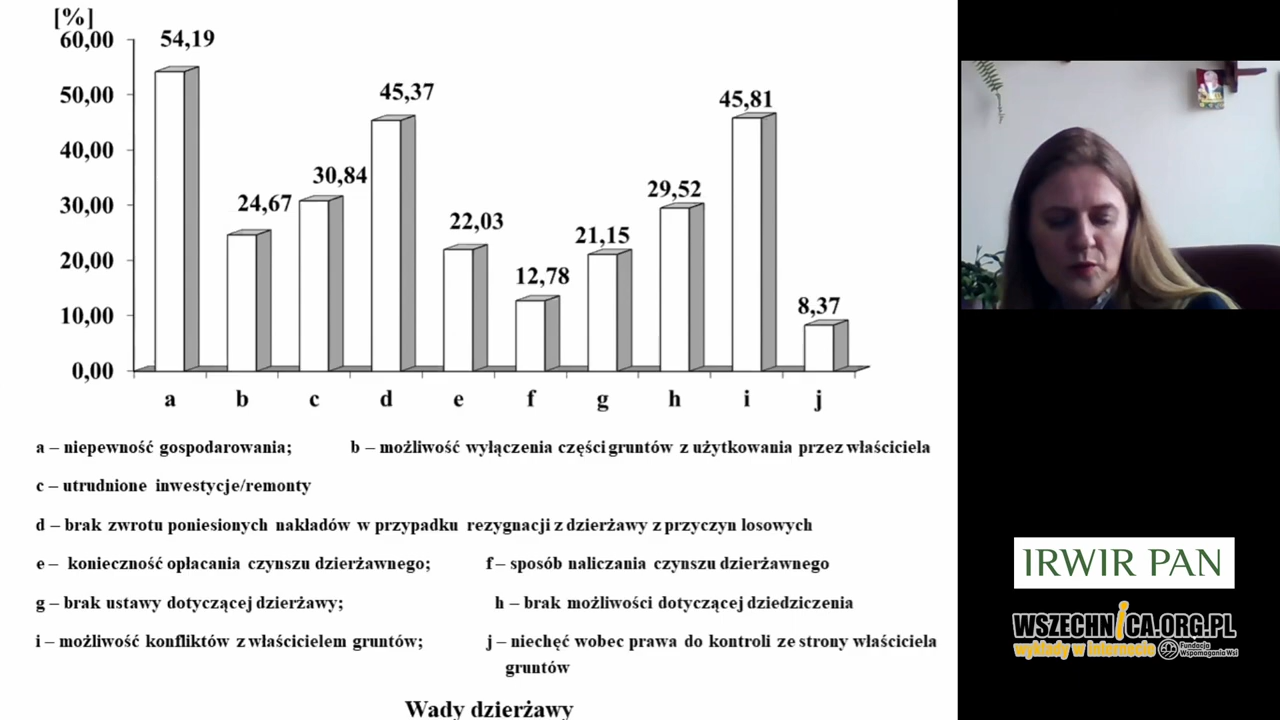 [%]
60,00
50,00
40,00
30,00
20,00
10,00
0,00
54,19
24,67
30,84
45,37
22,03
12,78
21,15
29,52
45,81
8,37
a b c d e f g h i j
a – niepewność gospodarowania; b – możliwość wyłączenia części gruntów z użytkowania przez właściciela
c – utrudnione inwestycje/remonty
d – brak zwrotu poniesionych nakładów w przypadku rezygnacji z dzierżawy z przyczyn losowych
e – konieczność opłacania czynszu dzierżawnego; f – sposób naliczania czynszu dzierżawnego
g – brak ustawy dotyczącej dzierżawy; h – brak możliwości dotyczącej dziedziczenia
i – możliwość konfliktów z właścicielem gruntów; j – niechęć wobec prawa do kontroli ze strony właściciela
gruntów
Wady dzierżawy
IRWIR PAN
WSZECHNICA.ORG.PL
wykłady w internecie
Fundacja
Wspomagania Wsi